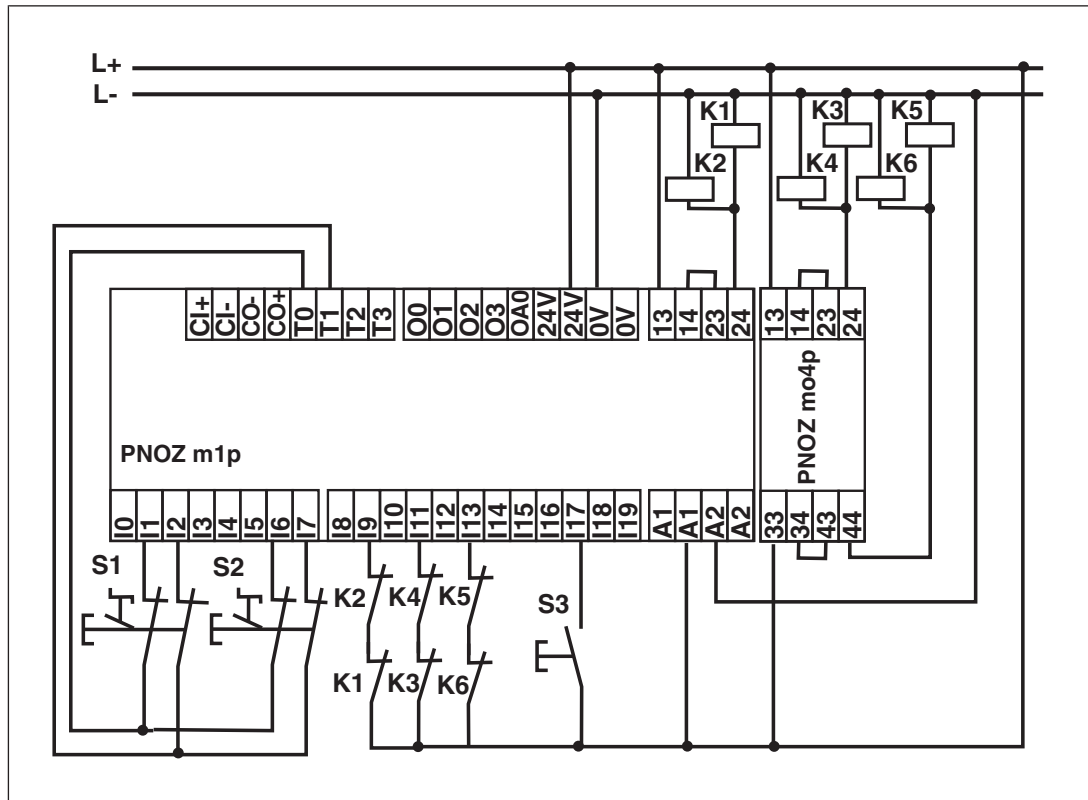 L+
L-
K1
K3
K5
K2
K4
K6
CI+
CI-
CO-
CO+
T0
T1
T2
T3
O0
O1
O2
O3
OA0
24V
24V
0V
0V
13
14
23
24
13
14
23
24
PNOZ m1p
PNOZ mo4p
I0
I1
I2
I3
I4
I5
I6
I7
I8
I9
I10
I11
I12
I13
I14
I15
I16
I17
I18
I19
A1
A1
A2
A2
33
34
43
44
S1
S2
K2
K4
K5
S3
K1
K3
K6